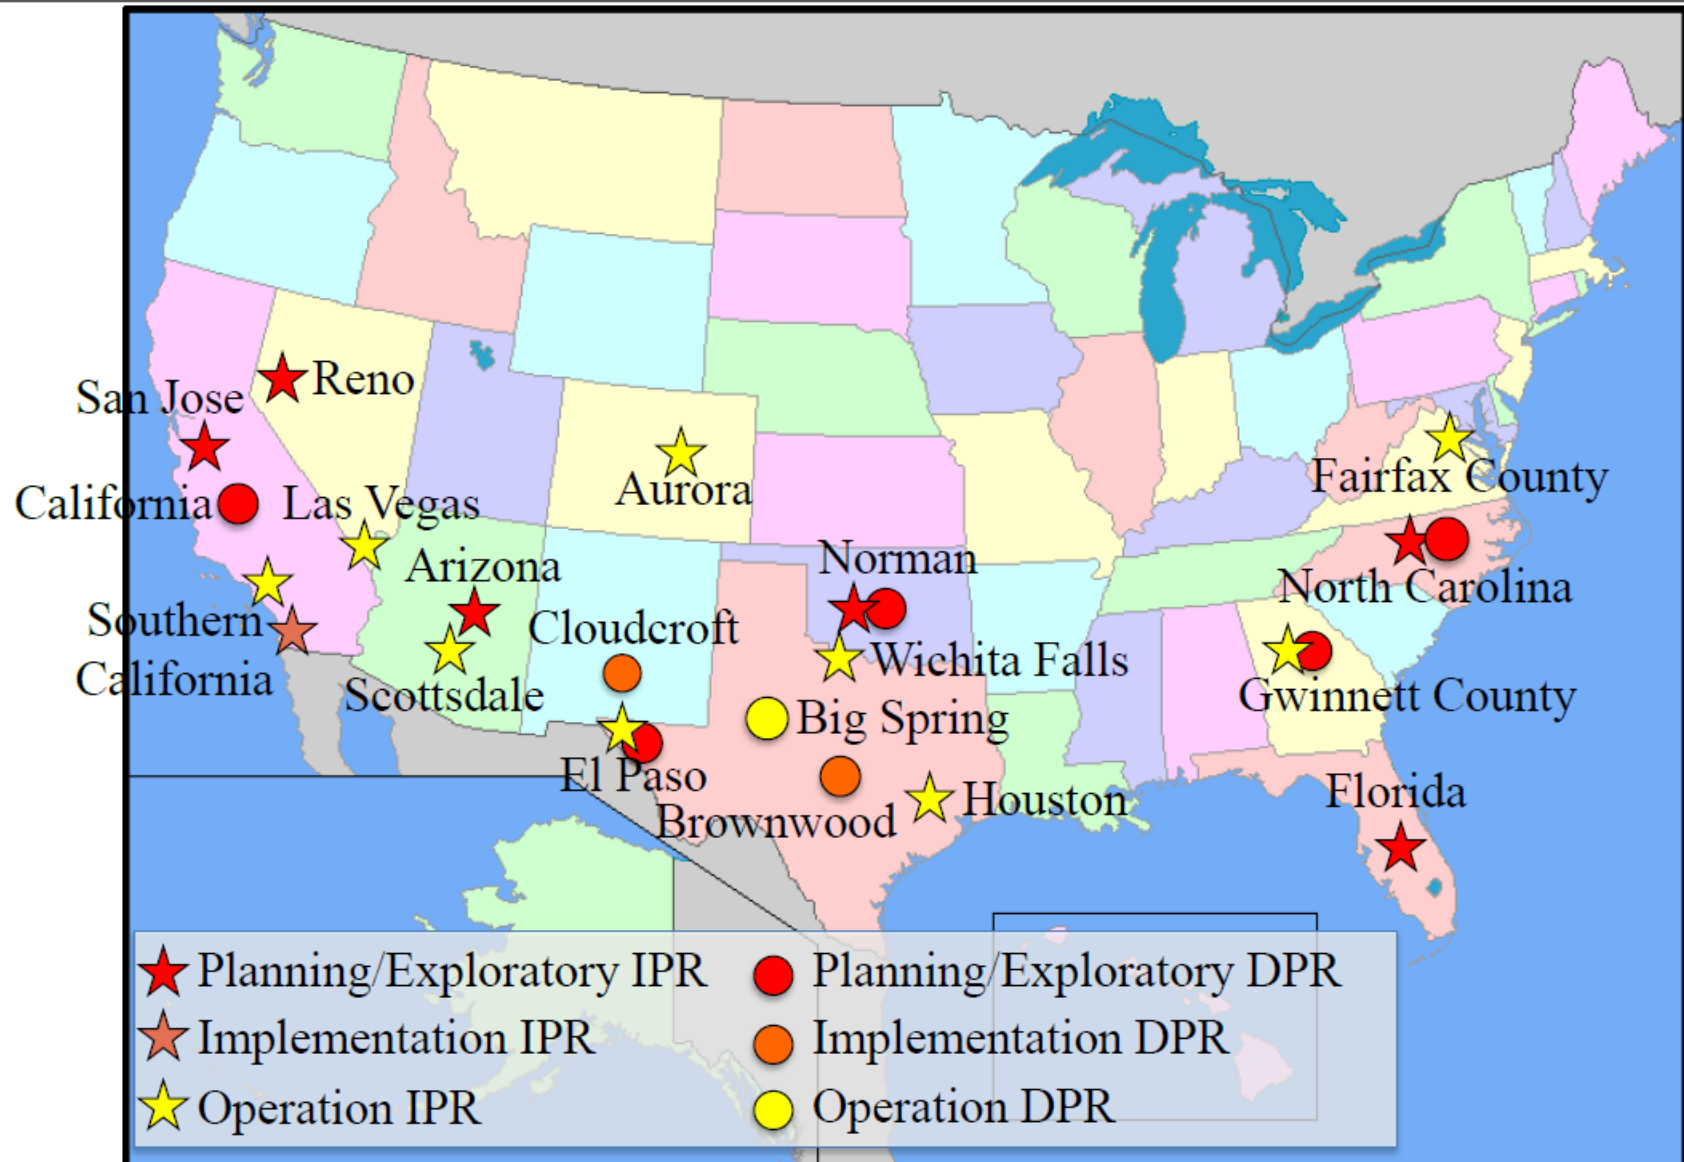 Reno
San Jose
California
Las Vegas
Aurora
Fairfax County
Arizona
Norman
North Carolina
Southern
California
Cloudcroft
Wichita Falls
Scottsdale
Gwinnett County
Big Spring
El Paso
Brownwood
Houston
Florida
Planning/Exploratory IPR
Planning/Exploratory DPR
Implementation IPR
Implementation DPR
Operation IPR
Operation DPR